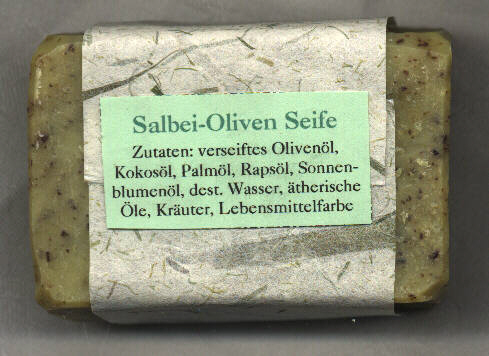 Salbei-Oliven Seife
Zutaten: verseiftes Olivenöl,
Kokosöl, Palmöl, Rapsöl, Sonnen-
blumenöl, dest. Wasser, ätherische
Öle, Kräuter, Lebensmittelfarbe